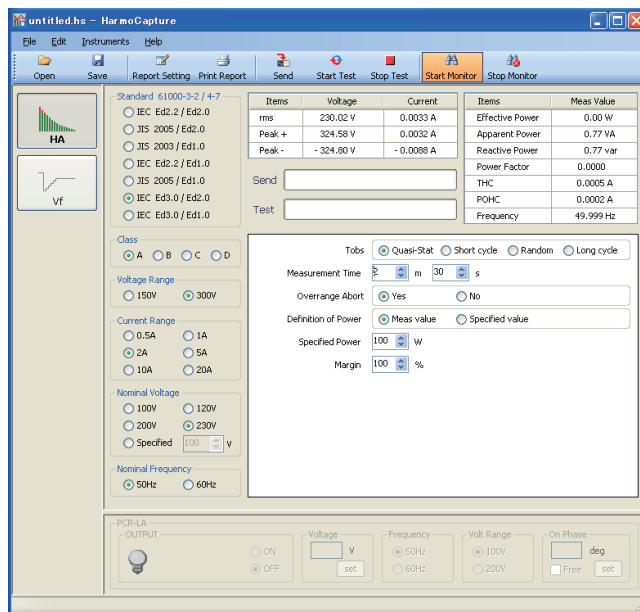 untitled.hs - HarmoCapture
File Edit Instruments Help
Open Save Report Setting Print Report Send Start Test Stop Test Start Monitor Stop Monitor
HA
Vf
Standard 61000-3-2 / 4-7
IEC Ed2.2 / Ed2.0
JIS 2005 / Ed2.0
JIS 2003 / Ed1.0
IEC Ed2.2 / Ed1.0
JIS 2005 / Ed1.0
IEC Ed3.0 / Ed2.0
IEC Ed3.0 / Ed1.0
Class
A B C D
Voltage Range
150V 300V
Current Range
0.5A 1A
2A 5A
10A 20A
Nominal Voltage
100V 120V
200V 230V
Specified 100 V
Nominal Frequency
50Hz 60Hz
Items Voltage Current
rms 230.02 V 0.0033 A
Peak + 324.58 V 0.0032 A
Peak - - 324.80 V - 0.0088 A
Send
Test
Items Meas Value
Effective Power 0.00 W
Apparent Power 0.77 VA
Reactive Power 0.77 var
Power Factor 0.0000
THC 0.0005 A
POHC 0.0002 A
Frequency 49.999 Hz
Tobs Quasi-Stat Short cycle Random Long cycle
Measurement Time 2 m 30 s
Overrange Abort Yes No
Definition of Power Meas value Specified value
Specified Power 100 W
Margin 100 %
PCR-LA
OUTPUT
ON
OFF
Voltage
V
set
Frequency
50Hz
60Hz
Volt Range
100V
200V
On Phase
deg
Free set